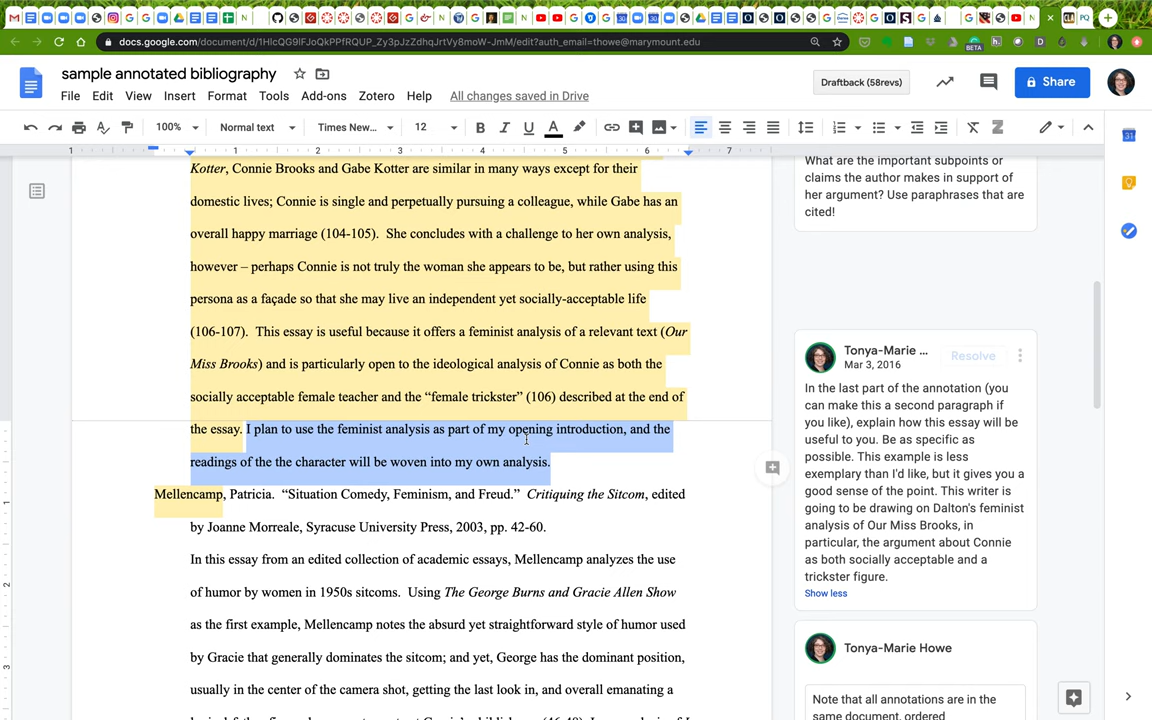 docs.google.com/document/d/1HlcQG9lFJoQkPPfRQUP_Zy3pJzZdhqJrtVy8moW-JmM/edit?auth_email=thowe@marymount.edu
BETA
sample annotated bibliography
File Edit View Insert Format Tools Add-ons Zotero Help All changes saved in Drive
Draftback (58revs)
Share
100% Normal text Times New... 12 B I U A
1 1 2 3 4 5 6 7
Kotter, Connie Brooks and Gabe Kotter are similar in many ways except for their
domestic lives; Connie is single and perpetually pursuing a colleague, while Gabe has an
overall happy marriage (104-105).  She concludes with a challenge to her own analysis,
however – perhaps Connie is not truly the woman she appears to be, but rather using this
persona as a façade so that she may live an independent yet socially-acceptable life
(106-107).  This essay is useful because it offers a feminist analysis of a relevant text (Our
Miss Brooks) and is particularly open to the ideological analysis of Connie as both the
socially acceptable female teacher and the “female trickster” (106) described at the end of
the essay. I plan to use the feminist analysis as part of my opening introduction, and the
readings of the the character will be woven into my own analysis.
Mellencamp, Patricia.  “Situation Comedy, Feminism, and Freud.”  Critiquing the Sitcom, edited
by Joanne Morreale, Syracuse University Press, 2003, pp. 42-60.
In this essay from an edited collection of academic essays, Mellencamp analyzes the use
of humor by women in 1950s sitcoms.  Using The George Burns and Gracie Allen Show
as the first example, Mellencamp notes the absurd yet straightforward style of humor used
by Gracie that generally dominates the sitcom; and yet, George has the dominant position,
usually in the center of the camera shot, getting the last look in, and overall emanating a
1
2
3
What are the important subpoints or
claims the author makes in support of
her argument? Use paraphrases that are
cited!
Tonya-Marie ...
Mar 3, 2016
Resolve
In the last part of the annotation (you
can make this a second paragraph if
you like), explain how this essay will be
useful to you. Be as specific as
possible. This example is less
exemplary than I'd like, but it gives you a
good sense of the point. This writer is
going to be drawing on Dalton's feminist
analysis of Our Miss Brooks, in
particular, the argument about Connie
as both socially acceptable and a
trickster figure.
Show less
Tonya-Marie Howe
Note that all annotations are in the
same document, ordered